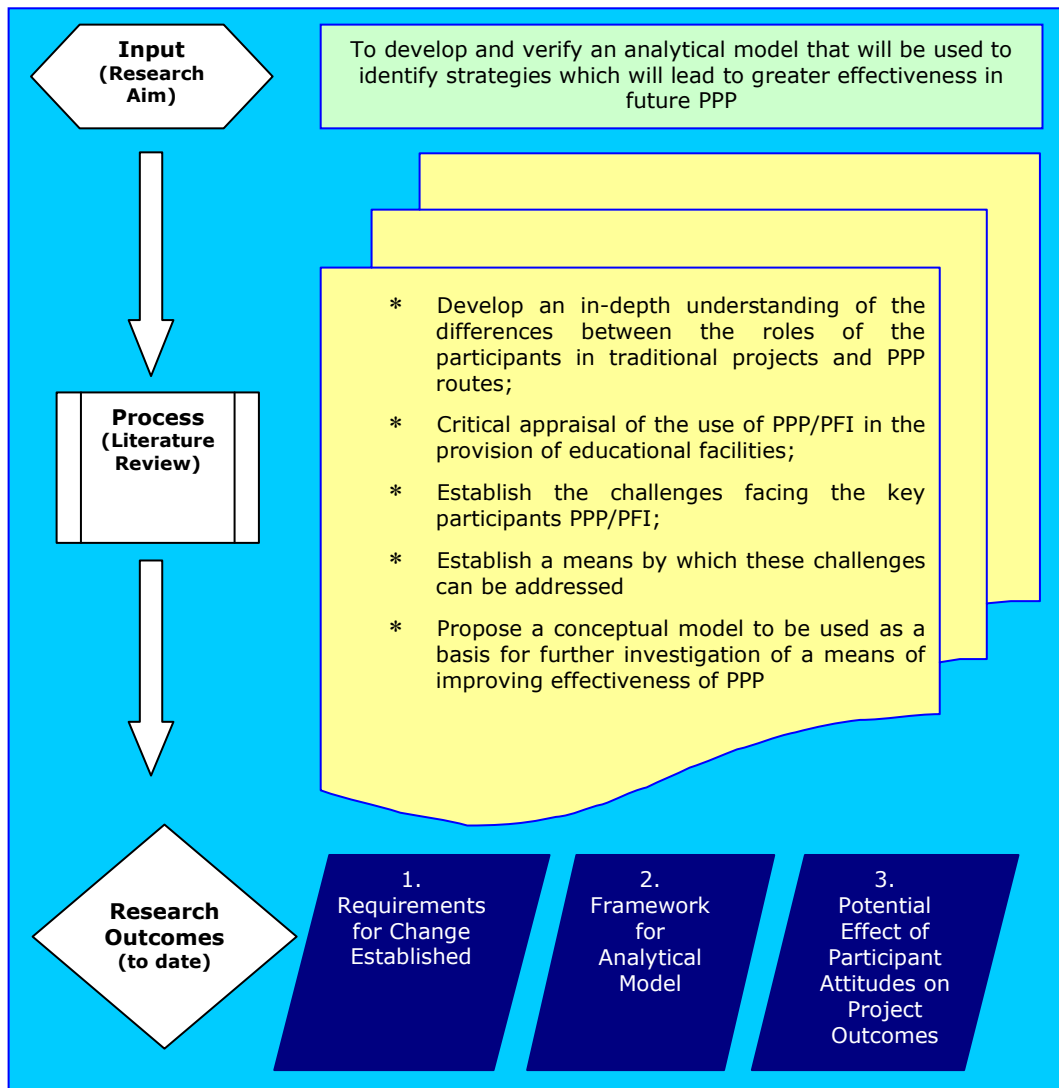 Input
(Research
Aim)
To develop and verify an analytical model that will be used to
identify strategies which will lead to greater effectiveness in
future PPP
* Develop an in-depth understanding of the
differences between the roles of the
participants in traditional projects and PPP
routes;
* Critical appraisal of the use of PPP/PFI in the
provision of educational facilities;
* Establish the challenges facing the key
participants PPP/PFI;
* Establish a means by which these challenges
can be addressed
* Propose a conceptual model to be used as a
basis for further investigation of a means of
improving effectiveness of PPP
Process
(Literature
Review)
Research
Outcomes
(to date)
1.
Requirements
for Change
Established
2.
Framework
for
Analytical
Model
3.
Potential
Effect of
Participant
Attitudes on
Project
Outcomes